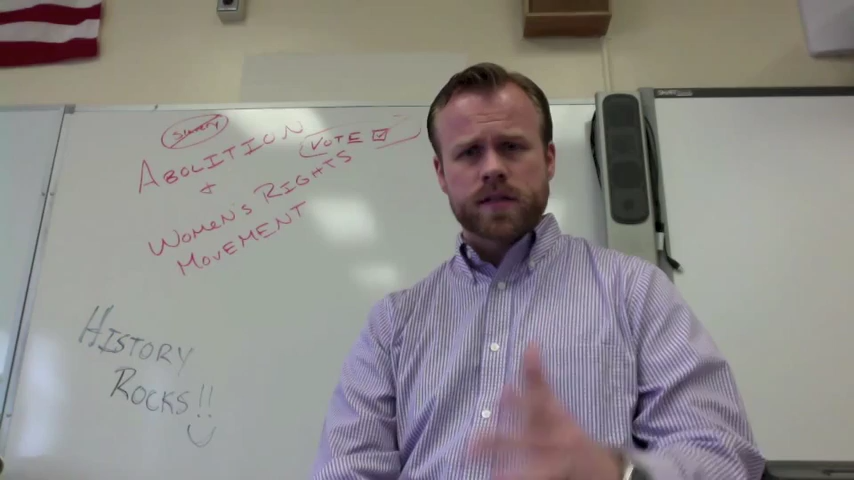 Slavery
ABOLITION
VOTE ☑
+
WOMEN'S RIGHTS
MOVEMENT
HISTORY
ROCKS!!